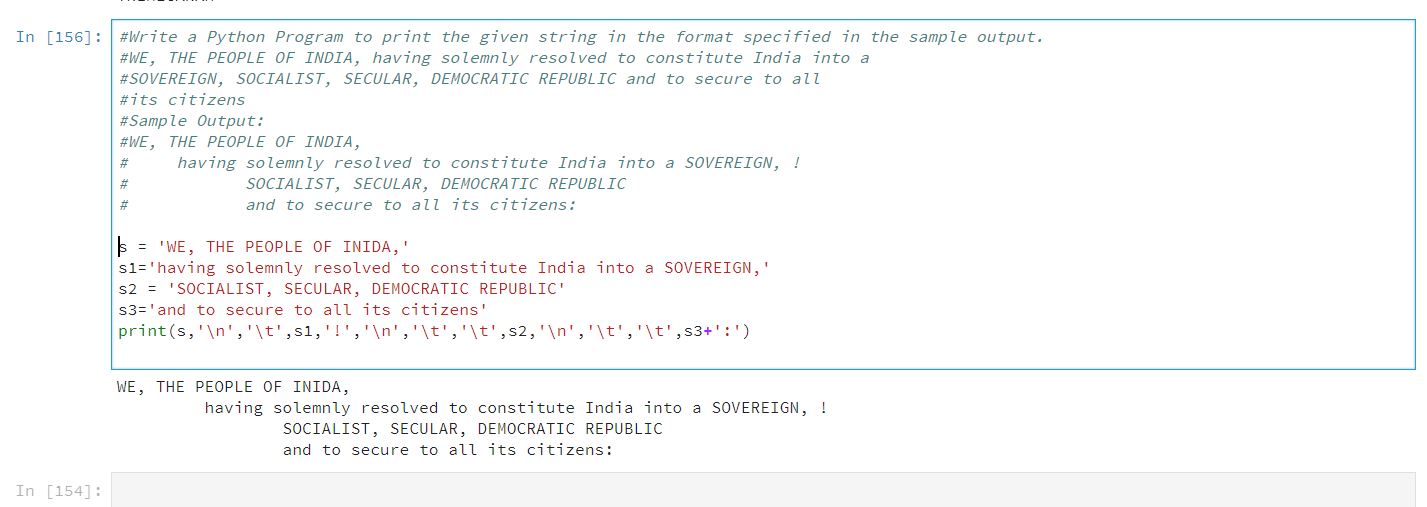 In [156]:
#Write a Python Program to print the given string in the format specified in the sample output.
#WE, THE PEOPLE OF INDIA, having solemnly resolved to constitute India into a
#SOVEREIGN, SOCIALIST, SECULAR, DEMOCRATIC REPUBLIC and to secure to all
#its citizens
#Sample Output:
#WE, THE PEOPLE OF INDIA,
#     having solemnly resolved to constitute India into a SOVEREIGN, !
#            SOCIALIST, SECULAR, DEMOCRATIC REPUBLIC
#            and to secure to all its citizens:
s = 'WE, THE PEOPLE OF INIDA,'
s1='having solemnly resolved to constitute India into a SOVEREIGN,'
s2 = 'SOCIALIST, SECULAR, DEMOCRATIC REPUBLIC'
s3='and to secure to all its citizens'
print(s,'\n','\t',s1,'!','\n','\t','\t',s2,'\n','\t','\t',s3+':')
WE, THE PEOPLE OF INIDA,
         having solemnly resolved to constitute India into a SOVEREIGN, !
                 SOCIALIST, SECULAR, DEMOCRATIC REPUBLIC
                 and to secure to all its citizens:
In [154]: